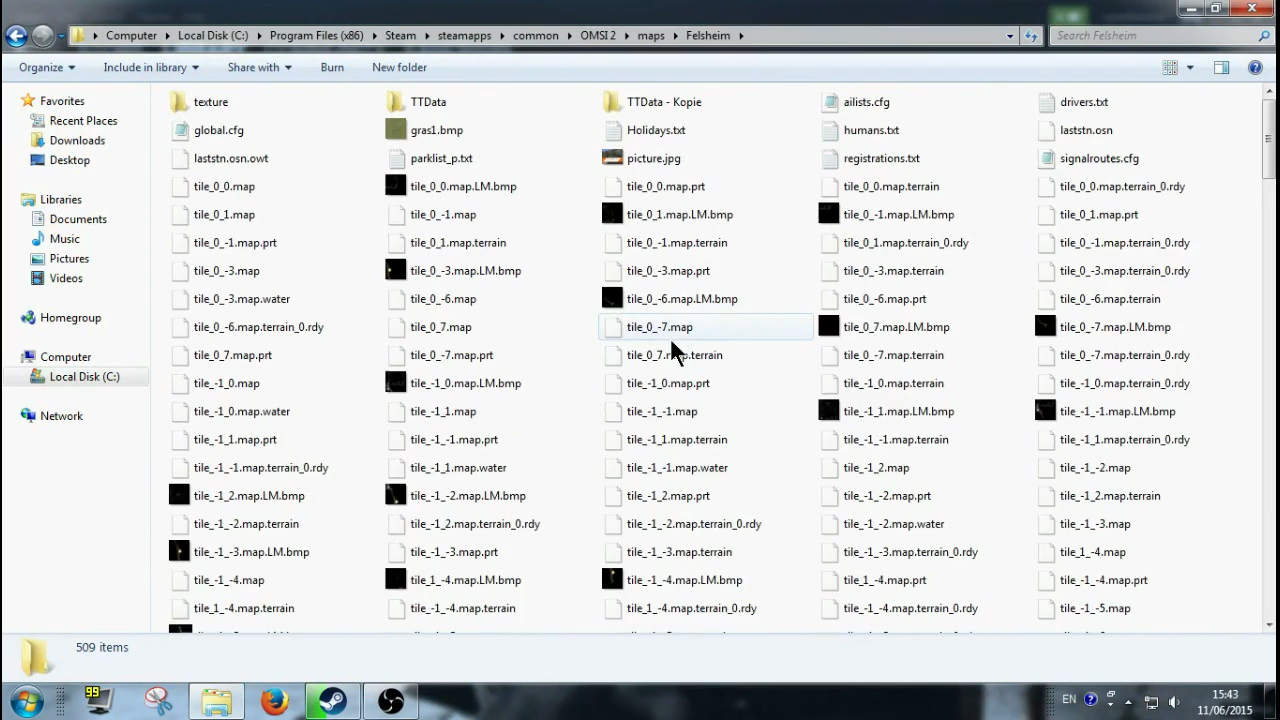 Computer Local Disk (C:) Program Files (x86) Steam steamapps common OMSI 2 maps Felsheim Search Felsheim
Organize Include in library Share with Burn New folder
Favorites
Recent Places
Downloads
Desktop
Libraries
Documents
Music
Pictures
Videos
Homegroup
Computer
Local Disk (C:)
Network
texture TTData TTData - Kopie ailists.cfg drivers.txt
global.cfg gras1.bmp Holidays.txt humans.txt laststn.osn
laststn.osn.owt parklist_p.txt picture.jpg registrations.txt signalroutes.cfg
tile_0_0.map tile_0_0.map.LM.bmp tile_0_0.map.prt tile_0_0.map.terrain tile_0_0.map.terrain_0.rdy
tile_0_1.map tile_0_-1.map tile_0_1.map.LM.bmp tile_0_-1.map.LM.bmp tile_0_1.map.prt
tile_0_-1.map.prt tile_0_1.map.terrain tile_0_-1.map.terrain tile_0_1.map.terrain_0.rdy tile_0_-1.map.terrain_0.rdy
tile_0_-3.map tile_0_-3.map.LM.bmp tile_0_-3.map.prt tile_0_-3.map.terrain tile_0_-3.map.terrain_0.rdy
tile_0_-3.map.water tile_0_-6.map tile_0_-6.map.LM.bmp tile_0_-6.map.prt tile_0_-6.map.terrain
tile_0_-6.map.terrain_0.rdy tile_0_7.map tile_0_-7.map tile_0_7.map.LM.bmp tile_0_-7.map.LM.bmp
tile_0_7.map.prt tile_0_-7.map.prt tile_0_7.map.terrain tile_0_-7.map.terrain tile_0_-7.map.terrain_0.rdy
tile_-1_0.map tile_-1_0.map.LM.bmp tile_-1_0.map.prt tile_-1_0.map.terrain tile_-1_0.map.terrain_0.rdy
tile_-1_0.map.water tile_-1_1.map tile_-1_-1.map tile_-1_1.map.LM.bmp tile_-1_-1.map.LM.bmp
tile_-1_1.map.prt tile_-1_-1.map.prt tile_-1_1.map.terrain tile_-1_-1.map.terrain tile_-1_1.map.terrain_0.rdy
tile_-1_-1.map.terrain_0.rdy tile_-1_1.map.water tile_-1_-1.map.water tile_-1_2.map tile_-1_-2.map
tile_-1_2.map.LM.bmp tile_-1_-2.map.LM.bmp tile_-1_2.map.prt tile_-1_-2.map.prt tile_-1_2.map.terrain
tile_-1_-2.map.terrain tile_-1_2.map.terrain_0.rdy tile_-1_-2.map.terrain_0.rdy tile_-1_-2.map.water tile_-1_-3.map
tile_-1_-3.map.LM.bmp tile_-1_-3.map.prt tile_-1_-3.map.terrain tile_-1_-3.map.terrain_0.rdy tile_1_-4.map
tile_-1_-4.map tile_1_-4.map.LM.bmp tile_-1_-4.map.LM.bmp tile_1_-4.map.prt tile_-1_-4.map.prt
tile_1_-4.map.terrain tile_-1_-4.map.terrain tile_1_-4.map.terrain_0.rdy tile_-1_-4.map.terrain_0.rdy tile_-1_-5.map
509 items
99
EN
15:43
11/06/2015